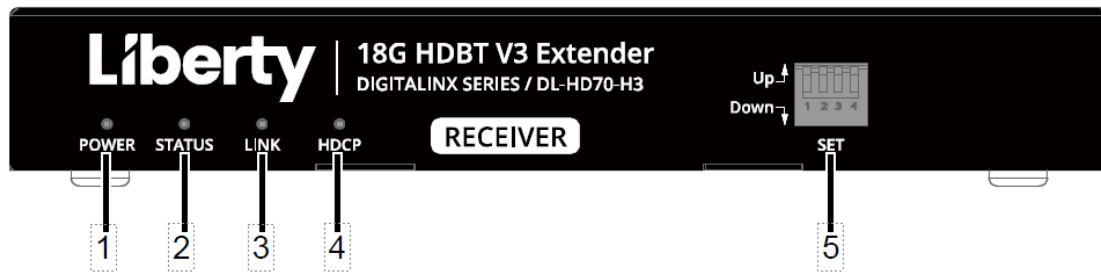 Liberty
18G HDBT V3 Extender
DIGITALINX SERIES / DL-HD70-H3
Up
1 2 3 4
Down
POWER STATUS LINK HDCP
RECEIVER
SET
1 2 3 4 5